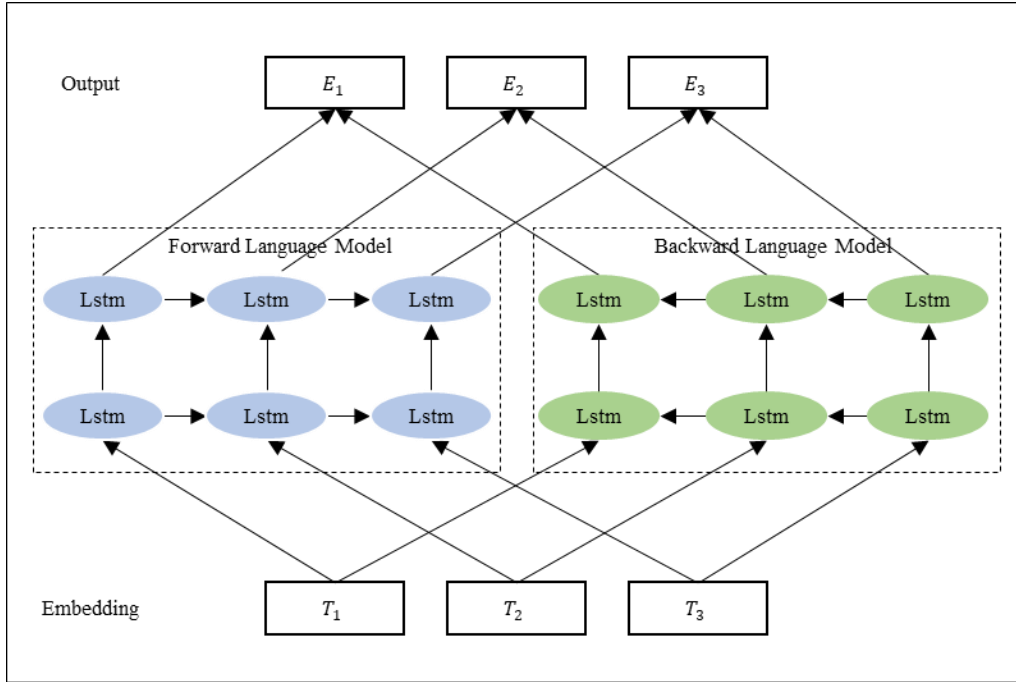 Output
E₁
E₂
E₃
Forward Language Model
Backward Language Model
Lstm
Lstm
Lstm
Lstm
Lstm
Lstm
Lstm
Lstm
Lstm
Lstm
Lstm
Lstm
Embedding
T₁
T₂
T₃